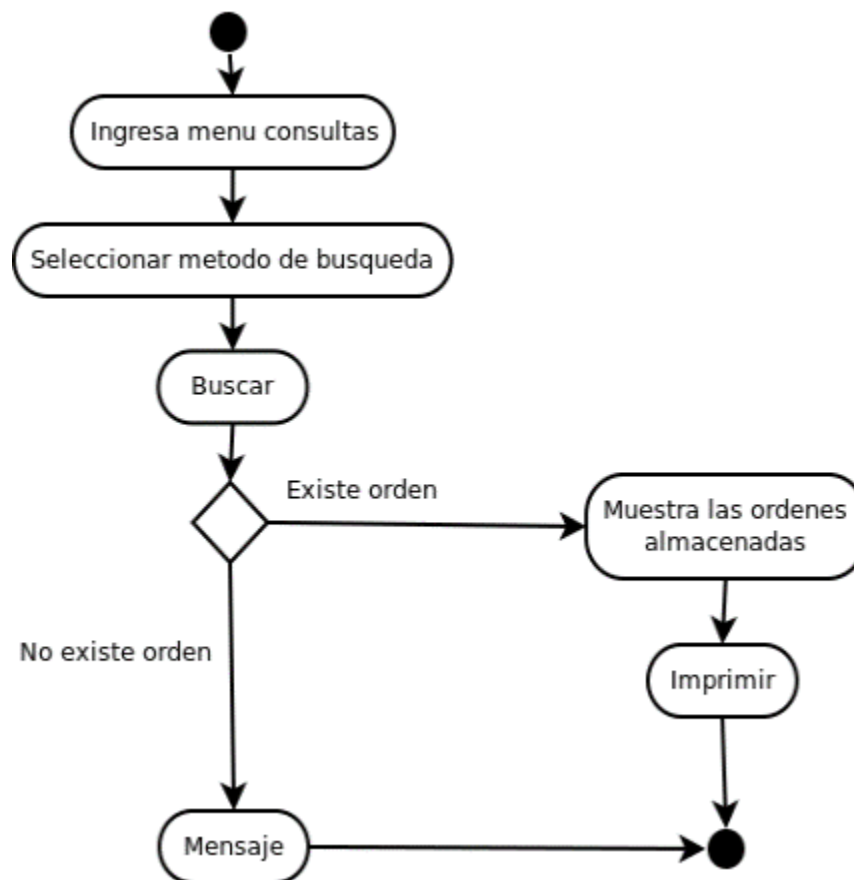 Ingresa menu consultas
Seleccionar metodo de busqueda
Buscar
Existe orden
Muestra las ordenes
almacenadas
No existe orden
Imprimir
Mensaje